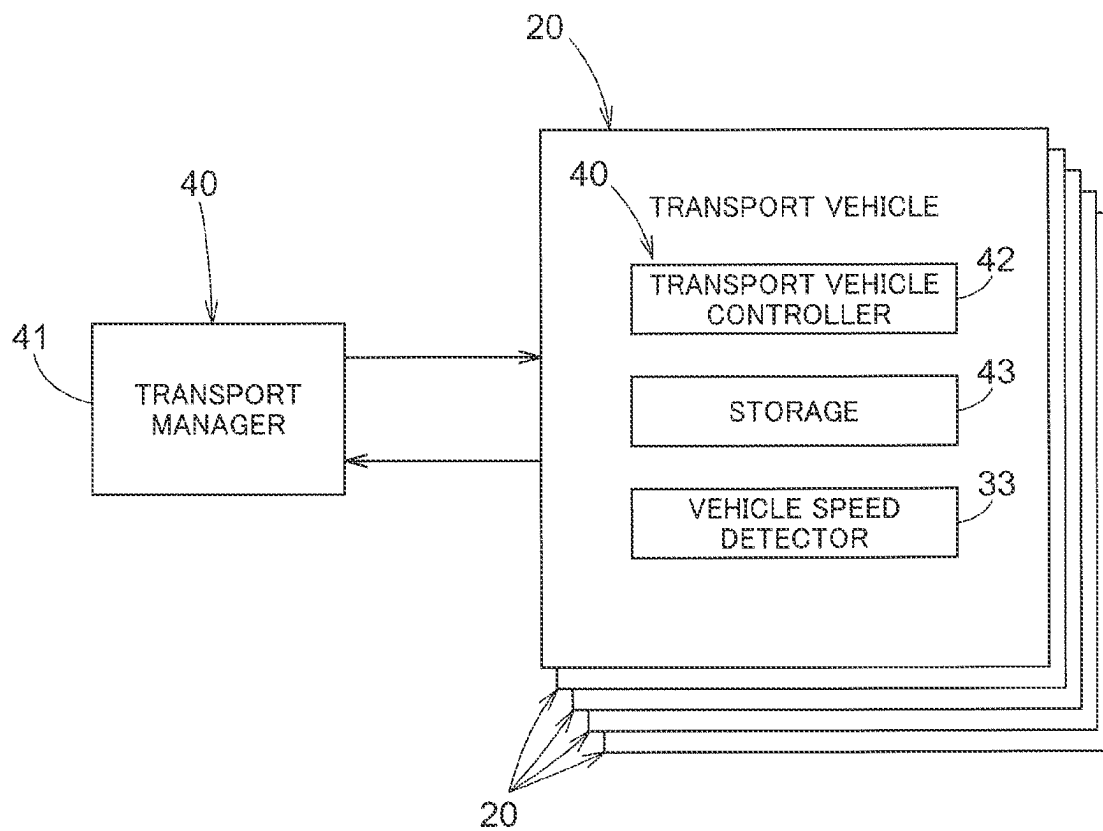 20
40
TRANSPORT VEHICLE
40
TRANSPORT VEHICLE
CONTROLLER
42
41
TRANSPORT
MANAGER
STORAGE
43
VEHICLE SPEED
DETECTOR
33
20